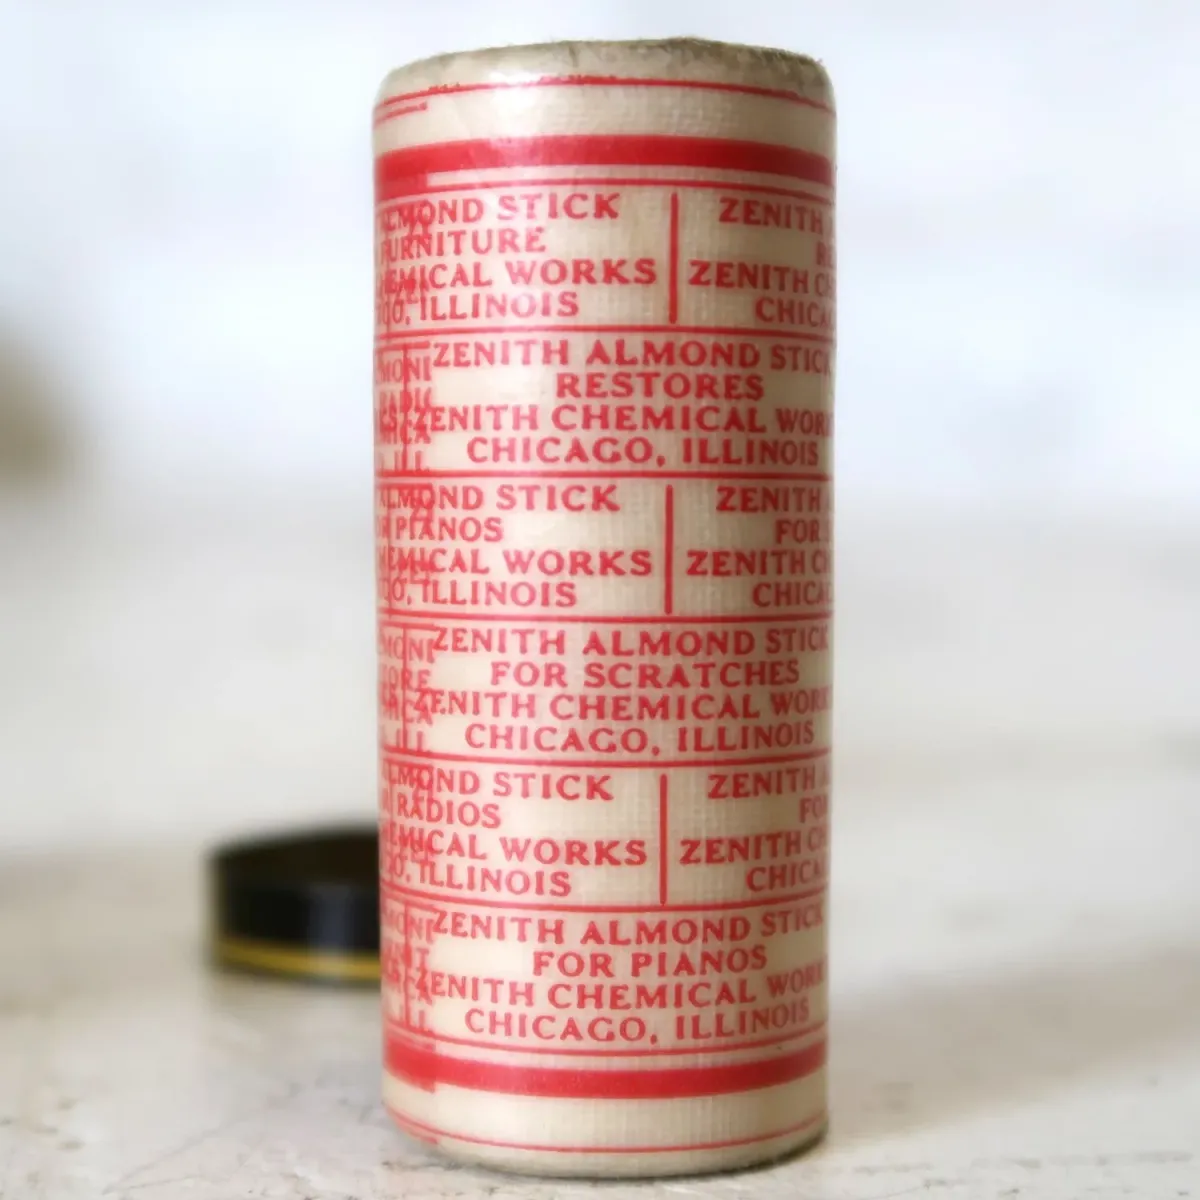 ALMOND STICK
FURNITURE
CHEMICAL WORKS
ILLINOIS
ZENITH
ZENITH
ZENITH ALMOND STICK
RESTORES
ZENITH CHEMICAL WORKS
CHICAGO, ILLINOIS
ALMOND STICK
PIANOS
CHEMICAL WORKS
ILLINOIS
ZENITH
FOR
ZENITH
ZENITH ALMOND STICK
FOR SCRATCHES
ZENITH CHEMICAL WORKS
CHICAGO, ILLINOIS
ALMOND STICK
RADIOS
CHEMICAL WORKS
ILLINOIS
ZENITH
ZENITH
ZENITH ALMOND STICK
FOR PIANOS
ZENITH CHEMICAL WORKS
CHICAGO, ILLINOIS